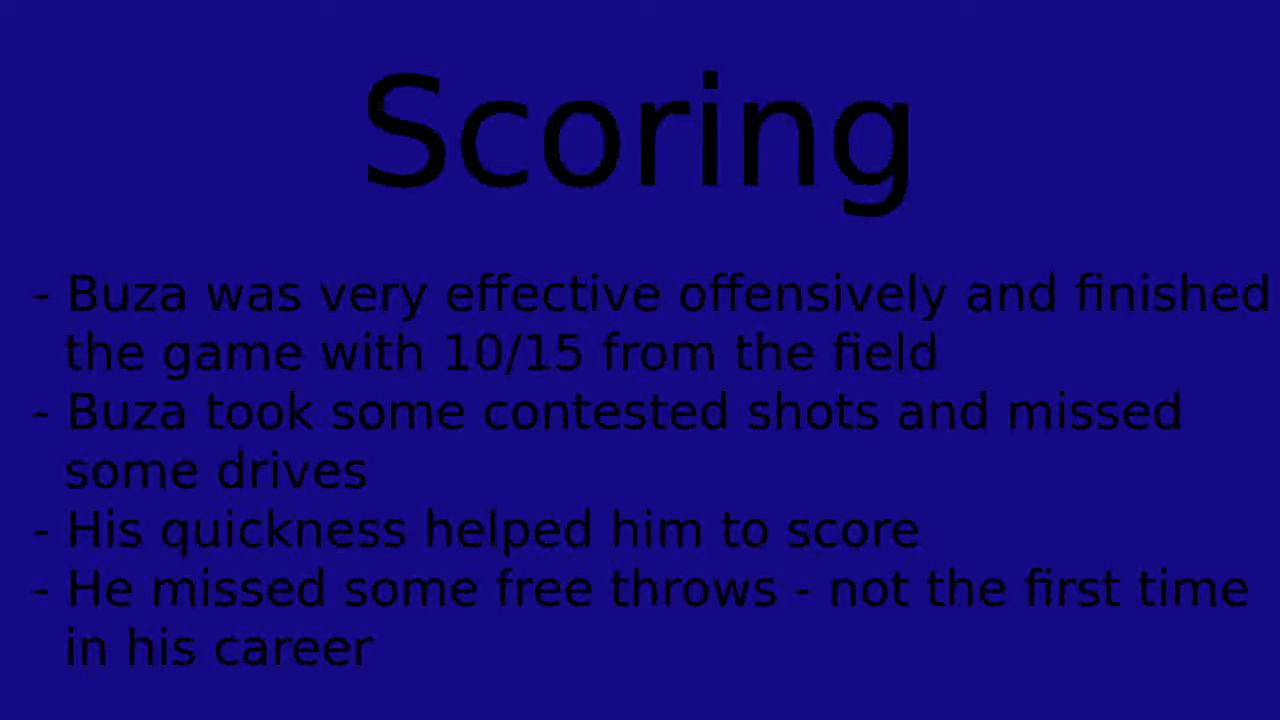 Scoring
- Buza was very effective offensively and finished
the game with 10/15 from the field
- Buza took some contested shots and missed
some drives
- His quickness helped him to score
- He missed some free throws - not the first time
in his career